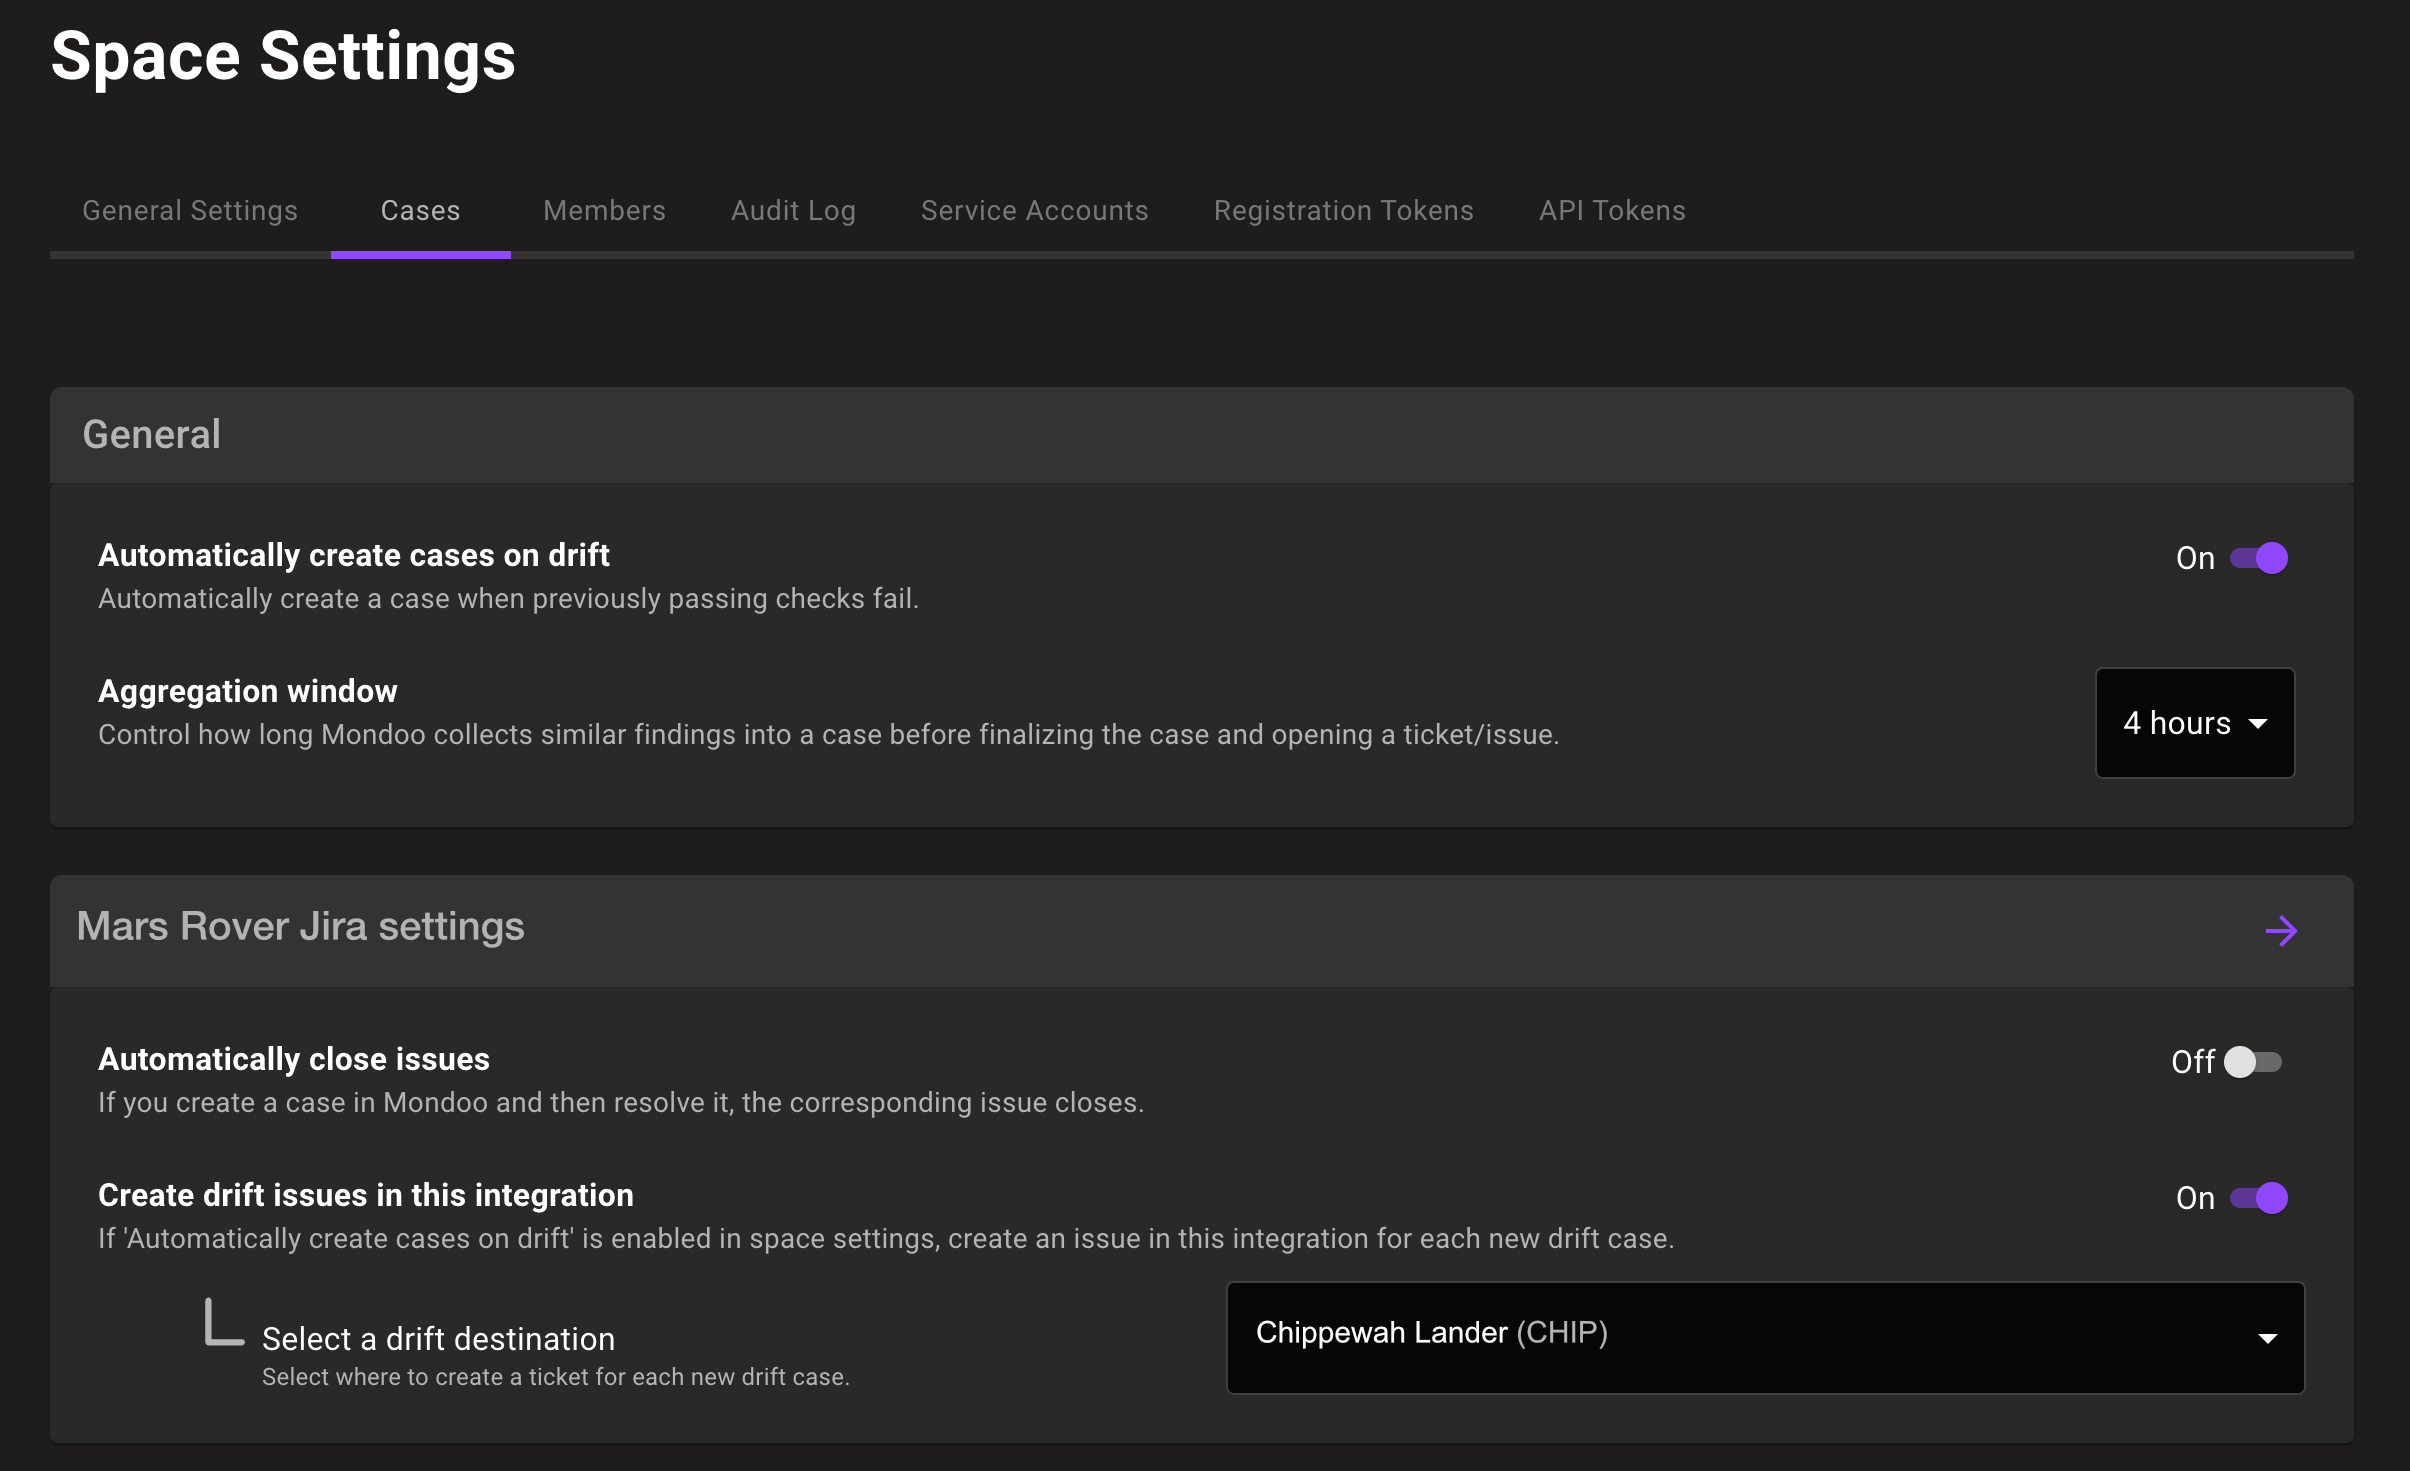 Space Settings
General Settings Cases Members Audit Log Service Accounts Registration Tokens API Tokens
General
Automatically create cases on drift
On
Automatically create a case when previously passing checks fail.
Aggregation window
Control how long Mondoo collects similar findings into a case before finalizing the case and opening a ticket/issue.
4 hours
Mars Rover Jira settings
Automatically close issues
Off
If you create a case in Mondoo and then resolve it, the corresponding issue closes.
Create drift issues in this integration
On
If 'Automatically create cases on drift' is enabled in space settings, create an issue in this integration for each new drift case.
Select a drift destination
Select where to create a ticket for each new drift case.
Chippewah Lander (CHIP)